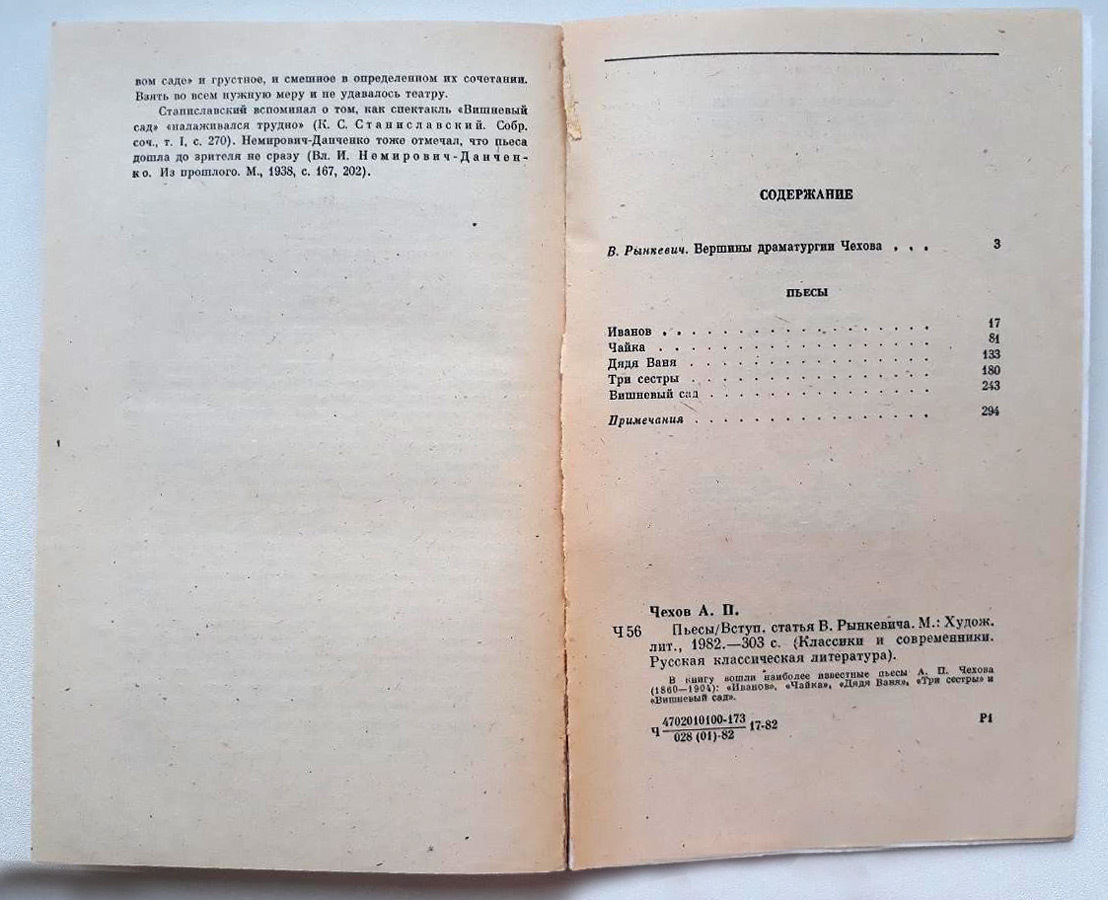 вом саде» и грустное, и смешное в определенном их сочетании.
Взять во всем нужную меру и не удавалось театру.
Станиславский вспоминал о том, как спектакль «Вишневый
сад» «налаживался трудно» (К. С. Станиславский. Собр.
соч., т. I, с. 270). Немирович-Данченко тоже отмечал, что пьеса
дошла до зрителя не сразу (Вл. И. Немирович-Данчен-
ко. Из прошлого. М., 1938, с. 167, 202).
СОДЕРЖАНИЕ
В. Рынкевич. Вершины драматургии Чехова . . . 3
ПЬЕСЫ
Иванов . . . . . . . . . . . . . . . . 17
Чайка . . . . . . . . . . . . . . . . 81
Дядя Ваня . . . . . . . . . . . . . . 133
Три сестры . . . . . . . . . . . . . . 180
Вишневый сад . . . . . . . . . . . . . 243
Примечания . . . . . . . . . . . . . . 294
Чехов А. П.
Ч 56 Пьесы/Вступ. статья В. Рынкевича. М.: Худож.
лит., 1982.—303 с. (Классики и современники.
Русская классическая литература).
В книгу вошли наиболее известные пьесы А. П. Чехова
(1860—1904): «Иванов», «Чайка», «Дядя Ваня», «Три сестры» и
«Вишневый сад».
Ч 4702010100-173
028 (01)-82 17-82 Р1